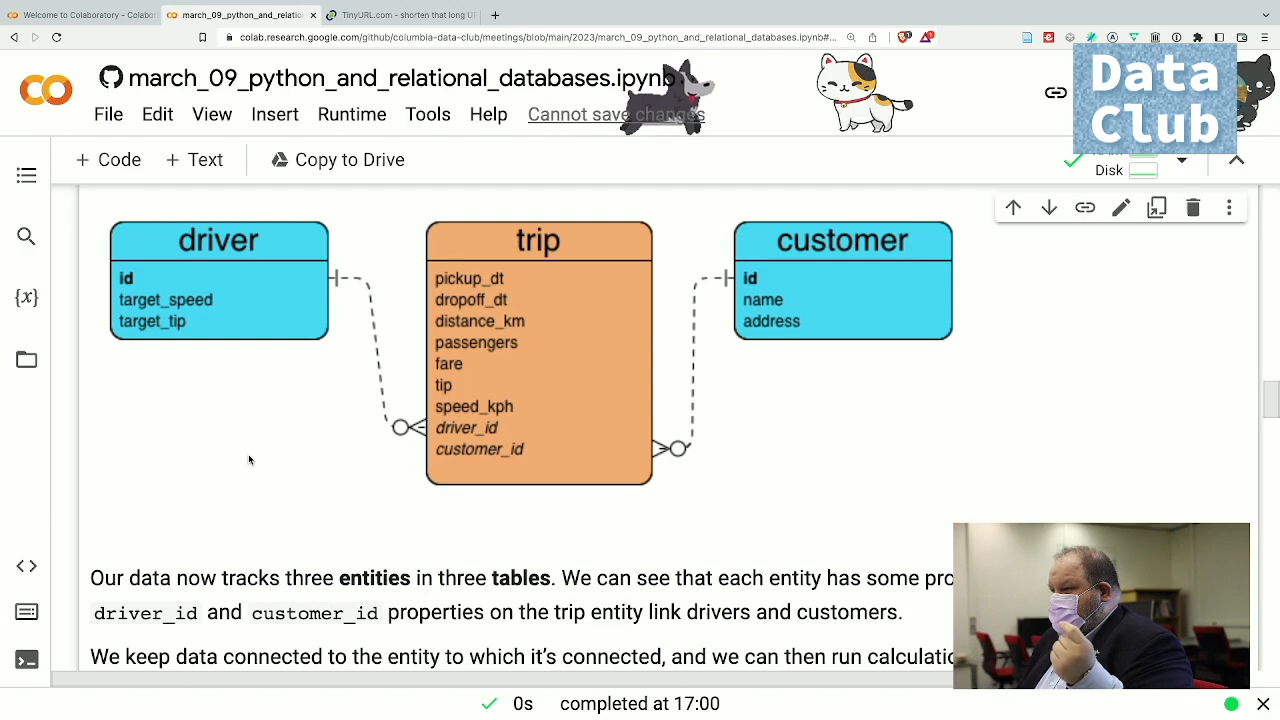 Welcome to Colaboratory - Colabor
march_09_python_and_relatio
TinyURL.com - shorten that long U
colab.research.google.com/github/columbia-data-club/meetings/blob/main/2023/march_09_python_and_relational_databases.ipynb#...
march_09_python_and_relational_databases.ipynb
Data
Club
File Edit View Insert Runtime Tools Help Cannot save changes
+ Code + Text Copy to Drive
Disk
driver
id
target_speed
target_tip
trip
pickup_dt
dropoff_dt
distance_km
passengers
fare
tip
speed_kph
driver_id
customer_id
customer
id
name
address
Our data now tracks three entities in three tables. We can see that each entity has some pro
driver_id and customer_id properties on the trip entity link drivers and customers.
We keep data connected to the entity to which it's connected, and we can then run calculatio
0s completed at 17:00